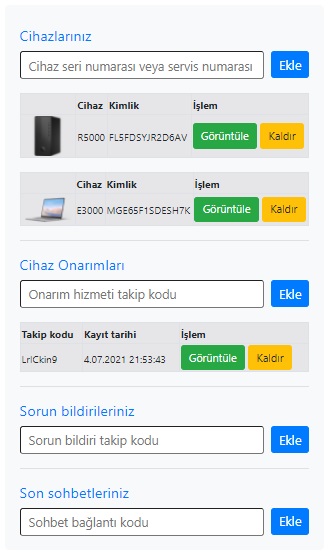 Cihazlarınız
Cihaz seri numarası veya servis numarası Ekle
Cihaz Kimlik İşlem
R5000 FL5FDSYJR2D6AV Görüntüle Kaldır
Cihaz Kimlik İşlem
E3000 MGE65F1SDESH7K Görüntüle Kaldır
Cihaz Onarımları
Onarım hizmeti takip kodu Ekle
Takip kodu Kayıt tarihi İşlem
LrlCkin9 4.07.2021 21:53:43 Görüntüle Kaldır
Sorun bildirileriniz
Sorun bildiri takip kodu Ekle
Son sohbetleriniz
Sohbet bağlantı kodu Ekle